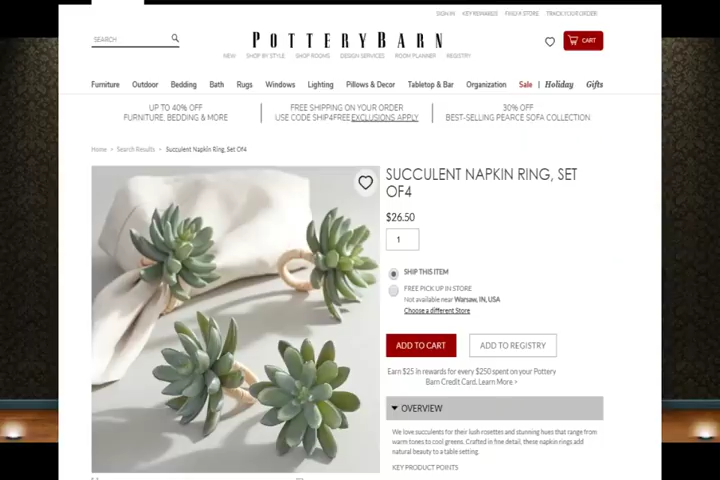 SIGN IN KEY REWARDS FIND A STORE TRACK YOUR ORDER
SEARCH
POTTERYBARN
CART
NEW SHOP BY STYLE SHOP ROOMS DESIGN SERVICES ROOM PLANNER REGISTRY
Furniture Outdoor Bedding Bath Rugs Windows Lighting Pillows & Decor Tabletop & Bar Organization Sale | Holiday Gifts
UP TO 40% OFF
FURNITURE, BEDDING & MORE
FREE SHIPPING ON YOUR ORDER
USE CODE SHIP4FREE EXCLUSIONS APPLY
30% OFF
BEST-SELLING PEARCE SOFA COLLECTION
Home > Search Results > Succulent Napkin Ring, Set Of4
SUCCULENT NAPKIN RING, SET
OF4
$26.50
1
SHIP THIS ITEM
FREE PICK UP IN STORE
Not available near Warsaw, IN, USA
Choose a different Store
ADD TO CART
ADD TO REGISTRY
Earn $25 in rewards for every $250 spent on your Pottery
Barn Credit Card. Learn More >
OVERVIEW
We love succulents for their lush rosettes and stunning hues that range from
warm tones to cool greens. Crafted in fine detail, these napkin rings add
natural beauty to a table setting.
KEY PRODUCT POINTS